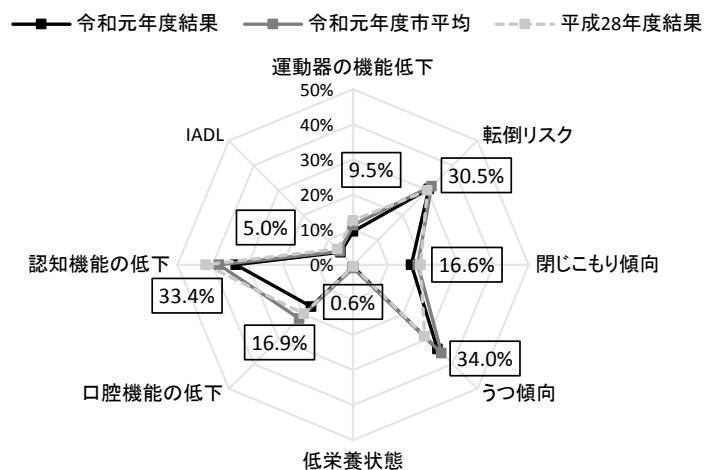 令和元年度結果 令和元年度市平均 平成28年度結果
運動器の機能低下
50%
40%
30%
20%
10%
0%
IADL
転倒リスク
9.5%
30.5%
5.0%
認知機能の低下
閉じこもり傾向
16.6%
33.4%
0.6%
16.9%
34.0%
口腔機能の低下
うつ傾向
低栄養状態